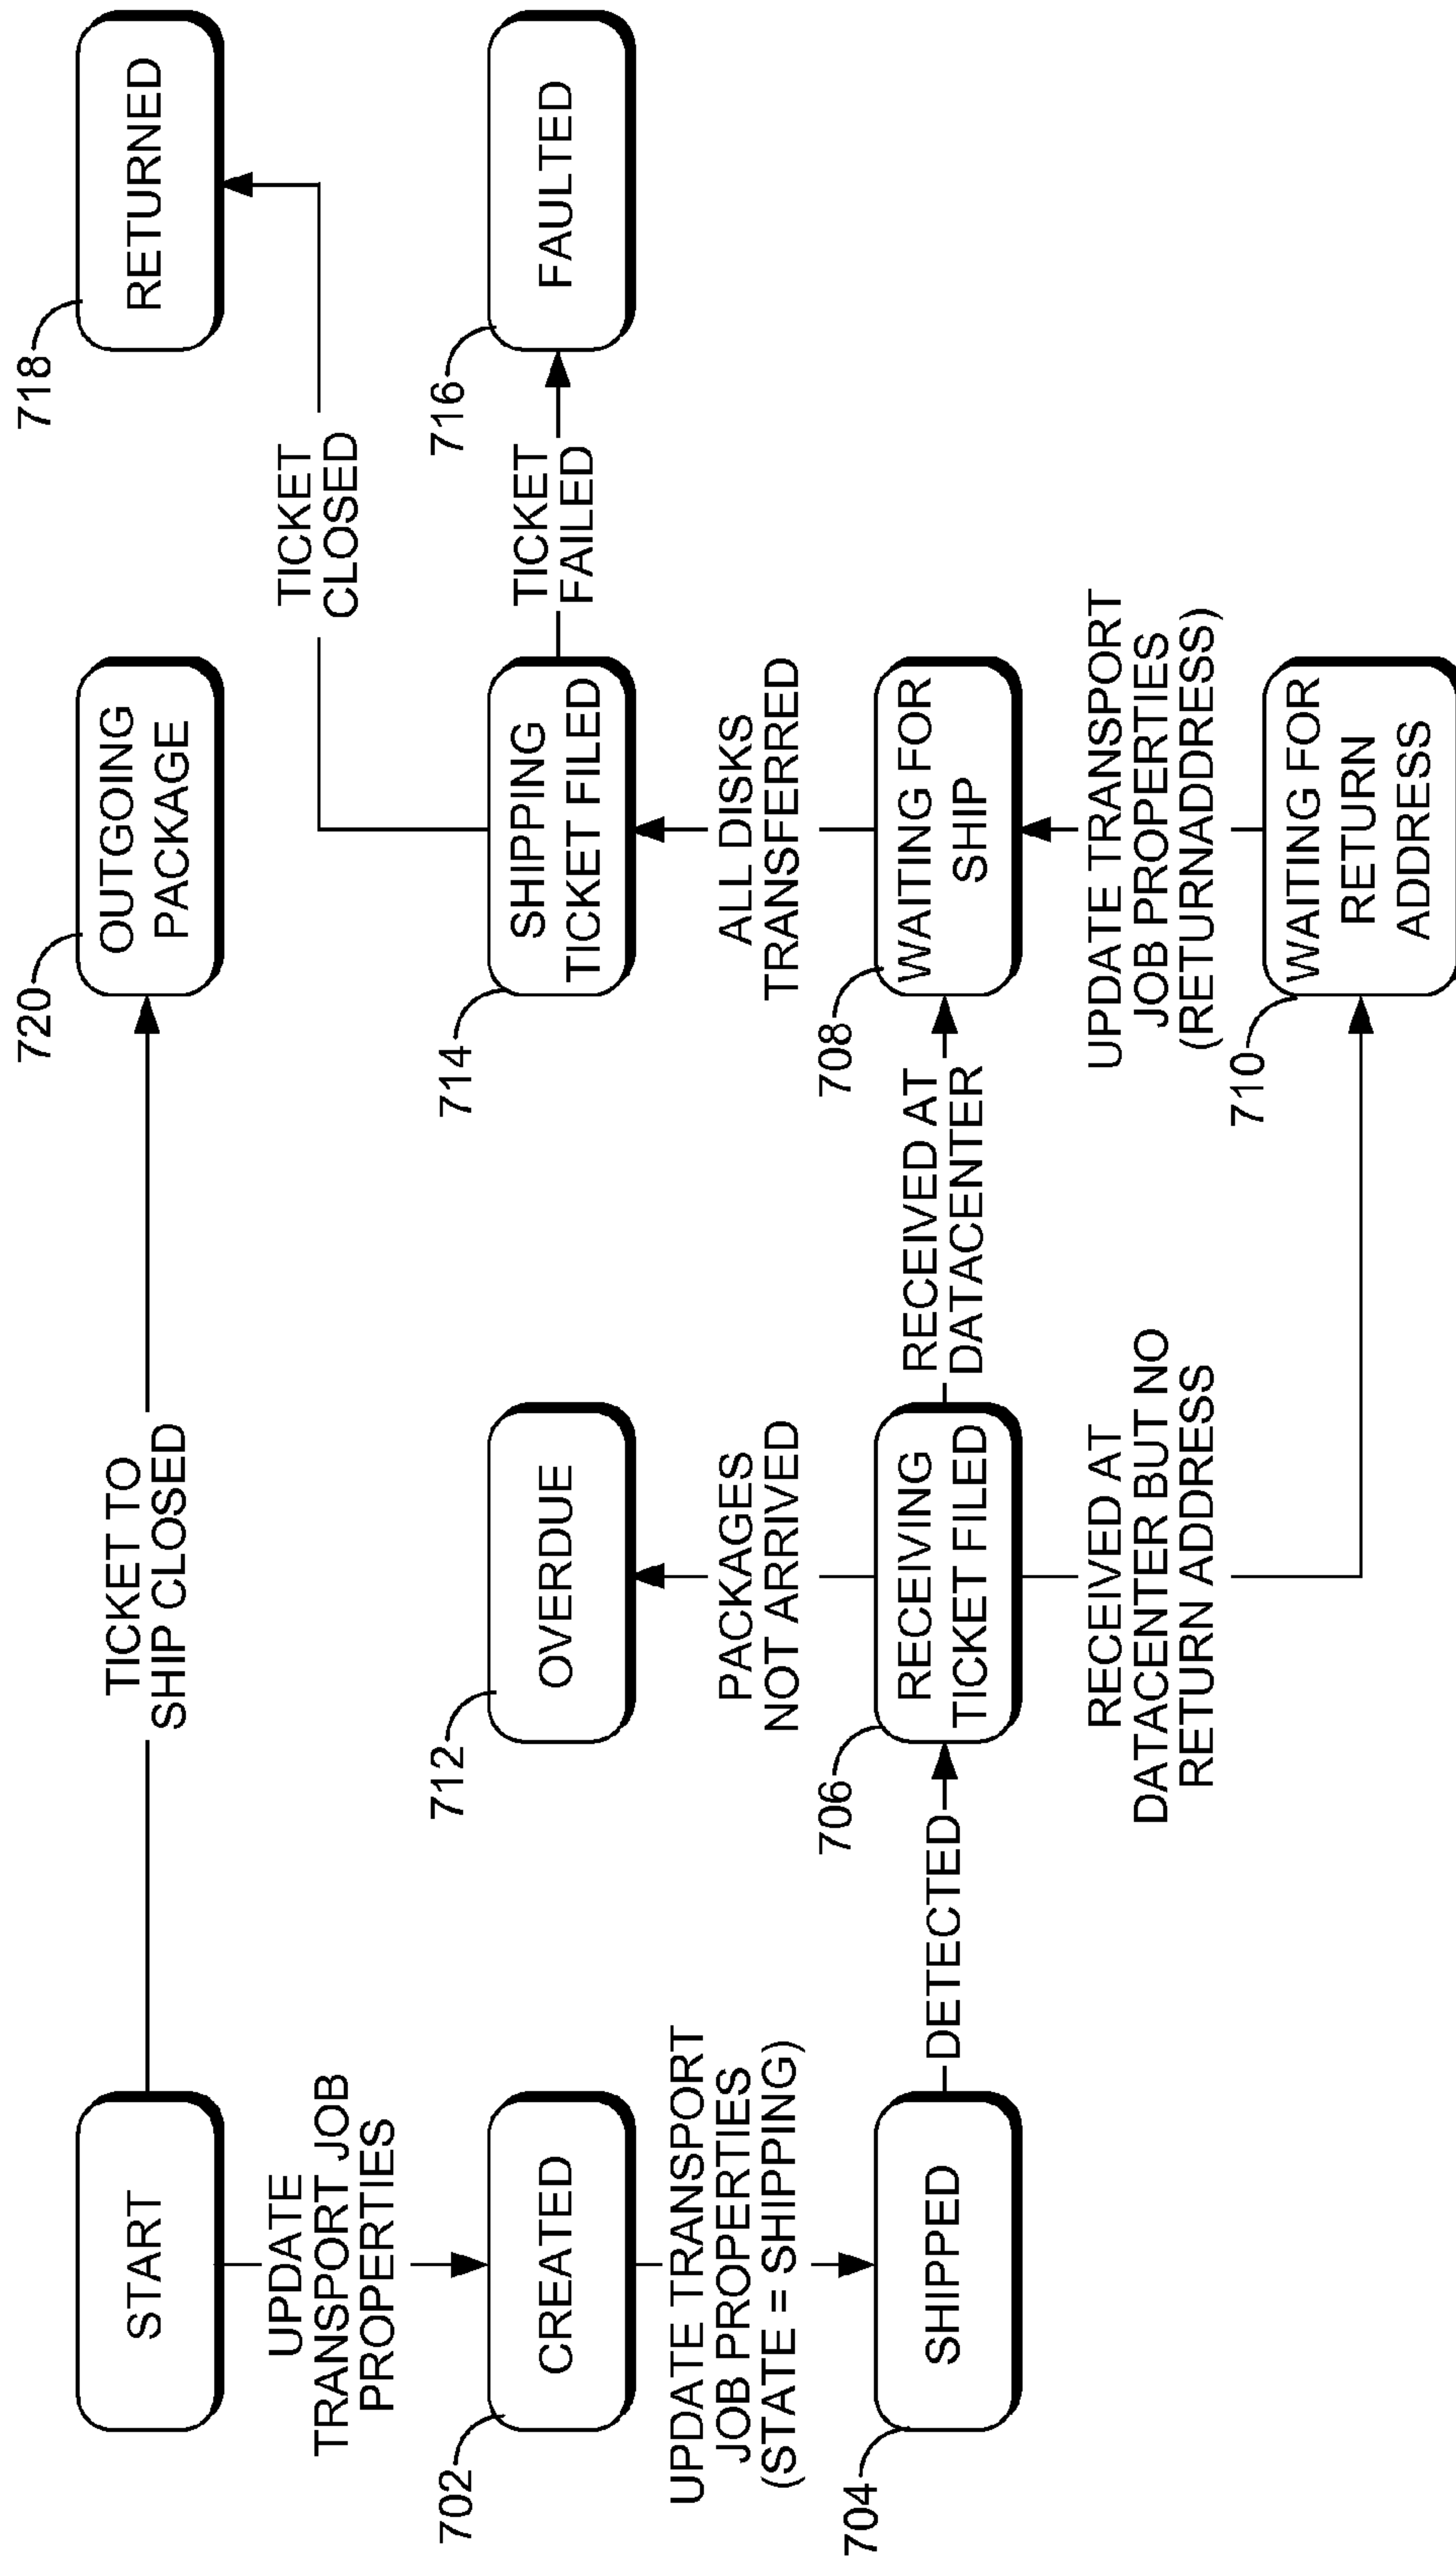 START
TICKET TO
SHIP CLOSED
720
OUTGOING
PACKAGE
718
RETURNED
UPDATE
TRANSPORT JOB
PROPERTIES
TICKET
CLOSED
702
CREATED
712
OVERDUE
714
SHIPPING
TICKET FILED
TICKET
FAILED
716
FAULTED
UPDATE TRANSPORT
JOB PROPERTIES
(STATE = SHIPPING)
PACKAGES
NOT ARRIVED
ALL DISKS
TRANSFERRED
704
SHIPPED
DETECTED
706
RECEIVING
TICKET FILED
RECEIVED AT
DATACENTER
708
WAITING FOR
SHIP
RECEIVED AT
DATACENTER BUT NO
RETURN ADDRESS
UPDATE TRANSPORT
JOB PROPERTIES
(RETURNADDRESS)
710
WAITING FOR
RETURN
ADDRESS